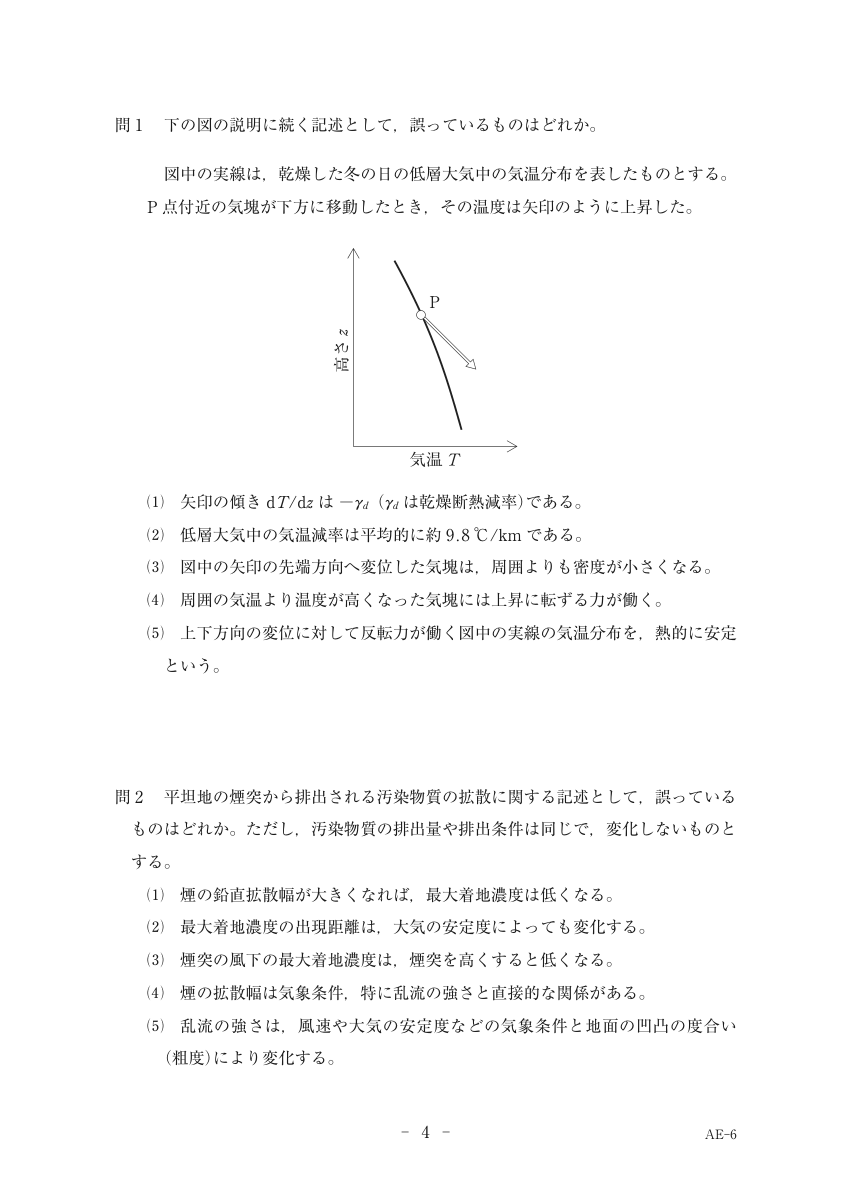 問1　下の図の説明に続く記述として，誤っているものはどれか。
図中の実線は，乾燥した冬の日の低層大気中の気温分布を表したものとする。
P点付近の気塊が下方に移動したとき，その温度は矢印のように上昇した。
P
高さ z
気温 T
⑴　矢印の傾き dT/dz は －γd（γd は乾燥断熱減率）である。
⑵　低層大気中の気温減率は平均的に約 9.8 ℃/km である。
⑶　図中の矢印の先端方向へ変位した気塊は，周囲よりも密度が小さくなる。
⑷　周囲の気温より温度が高くなった気塊には上昇に転ずる力が働く。
⑸　上下方向の変位に対して反転力が働く図中の実線の気温分布を，熱的に安定
という。
問2　平坦地の煙突から排出される汚染物質の拡散に関する記述として，誤っている
ものはどれか。ただし，汚染物質の排出量や排出条件は同じで，変化しないものと
する。
⑴　煙の鉛直拡散幅が大きくなれば，最大着地濃度は低くなる。
⑵　最大着地濃度の出現距離は，大気の安定度によっても変化する。
⑶　煙突の風下の最大着地濃度は，煙突を高くすると低くなる。
⑷　煙の拡散幅は気象条件，特に乱流の強さと直接的な関係がある。
⑸　乱流の強さは，風速や大気の安定度などの気象条件と地面の凹凸の度合い
（粗度）により変化する。
－ 4 －
AE-6